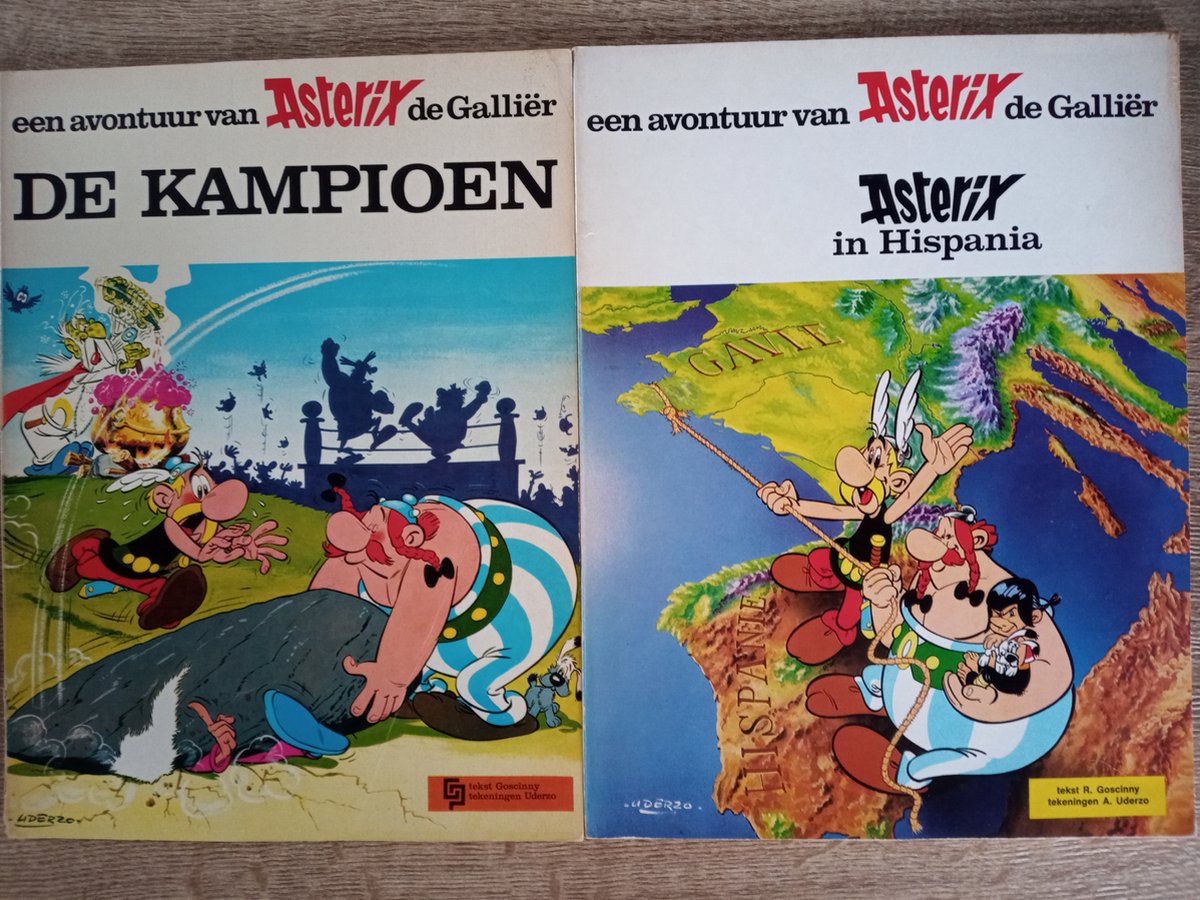 een avontuur van Asterix de Galliër
DE KAMPIOEN
tekst Goscinny
tekeningen Uderzo
-UDERZO-
een avontuur van Asterix de Galliër
Asterix
in Hispania
GAVLE
HISPANIE
-UDERZO-
tekst R. Goscinny
tekeningen A. Uderzo